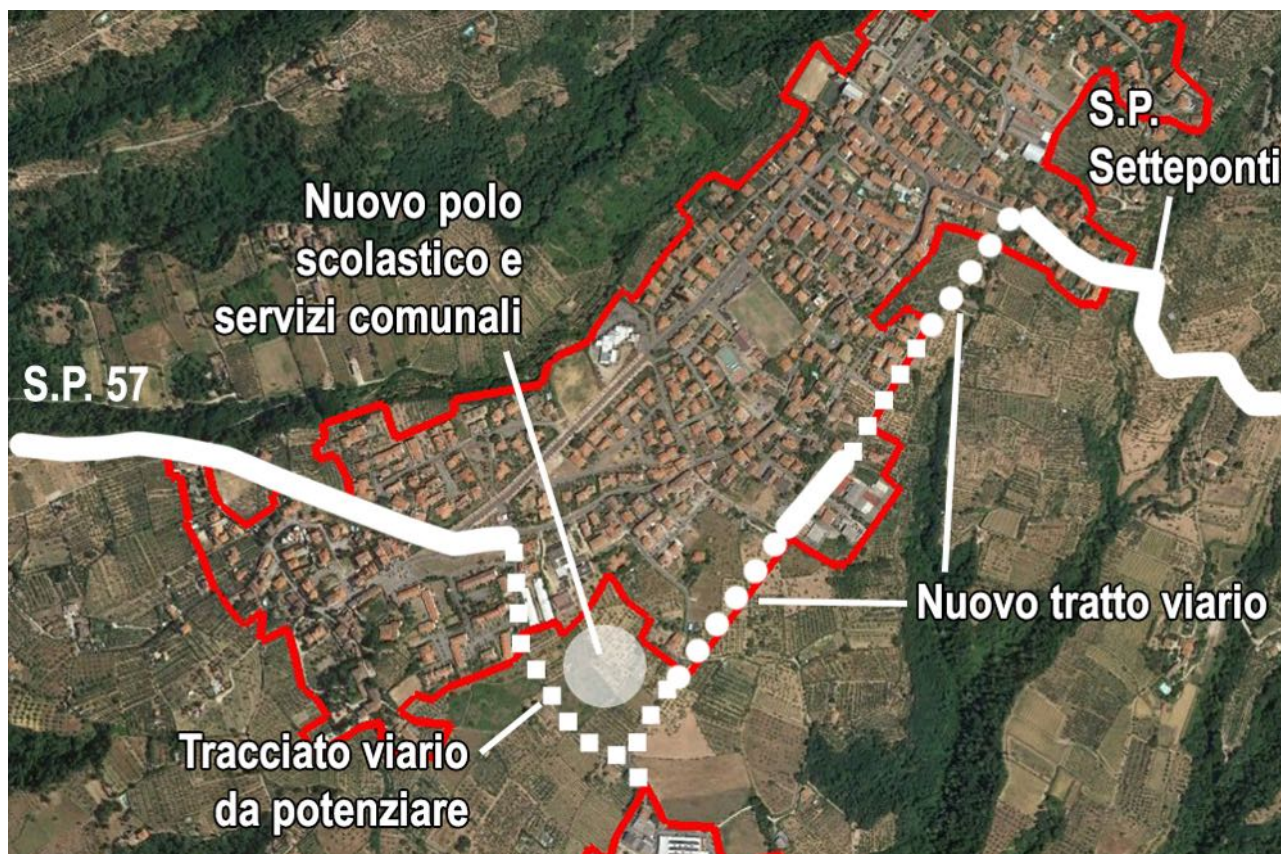 S.P.
Setteponti
Nuovo polo
scolastico e
servizi comunali
S.P. 57
Nuovo tratto viario
Tracciato viario
da potenziare